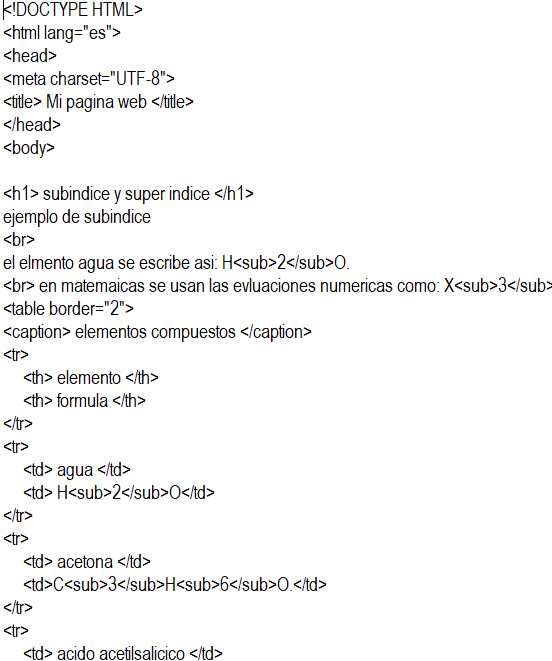 <!DOCTYPE HTML>
<html lang="es">
<head>
<meta charset="UTF-8">
<title> Mi pagina web </title>
</head>
<body>
<h1> subindice y super indice </h1>
ejemplo de subindice
<br>
el elmento agua se escribe asi: H<sub>2</sub>O.
<br> en matemaicas se usan las evluaciones numericas como: X<sub>3</sub>
<table border="2">
<caption> elementos compuestos </caption>
<tr>
<th> elemento </th>
<th> formula </th>
</tr>
<tr>
<td> agua </td>
<td> H<sub>2</sub>O</td>
</tr>
<tr>
<td> acetona </td>
<td>C<sub>3</sub>H<sub>6</sub>O.</td>
</tr>
<tr>
<td> acido acetilsalicico </td>